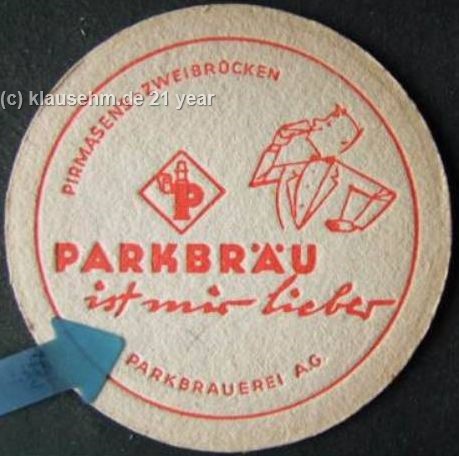 PIRMASENS-ZWEIBRÜCKEN
(c) klausehm.de 21 year
P
PARKBRÄU
ist mir lieber
PARKBRAUEREI A.G.